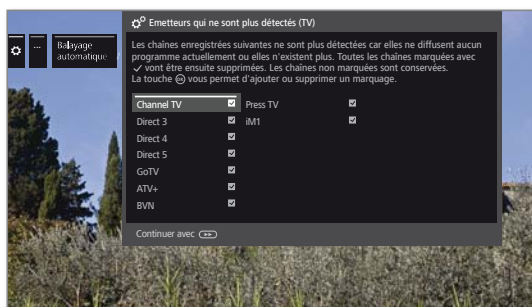 Emetteurs qui ne sont plus détectés (TV)
...
Balayage
automatique
Les chaînes enregistrées suivantes ne sont plus détectées car elles ne diffusent aucun
programme actuellement ou elles n'existent plus. Toutes les chaînes marquées avec
✓ vont être ensuite supprimées. Les chaînes non marquées sont conservées.
La touche OK vous permet d'ajouter ou supprimer un marquage.
Channel TV
Press TV
Direct 3
iM1
Direct 4
Direct 5
GoTV
ATV+
BVN
Continuer avec